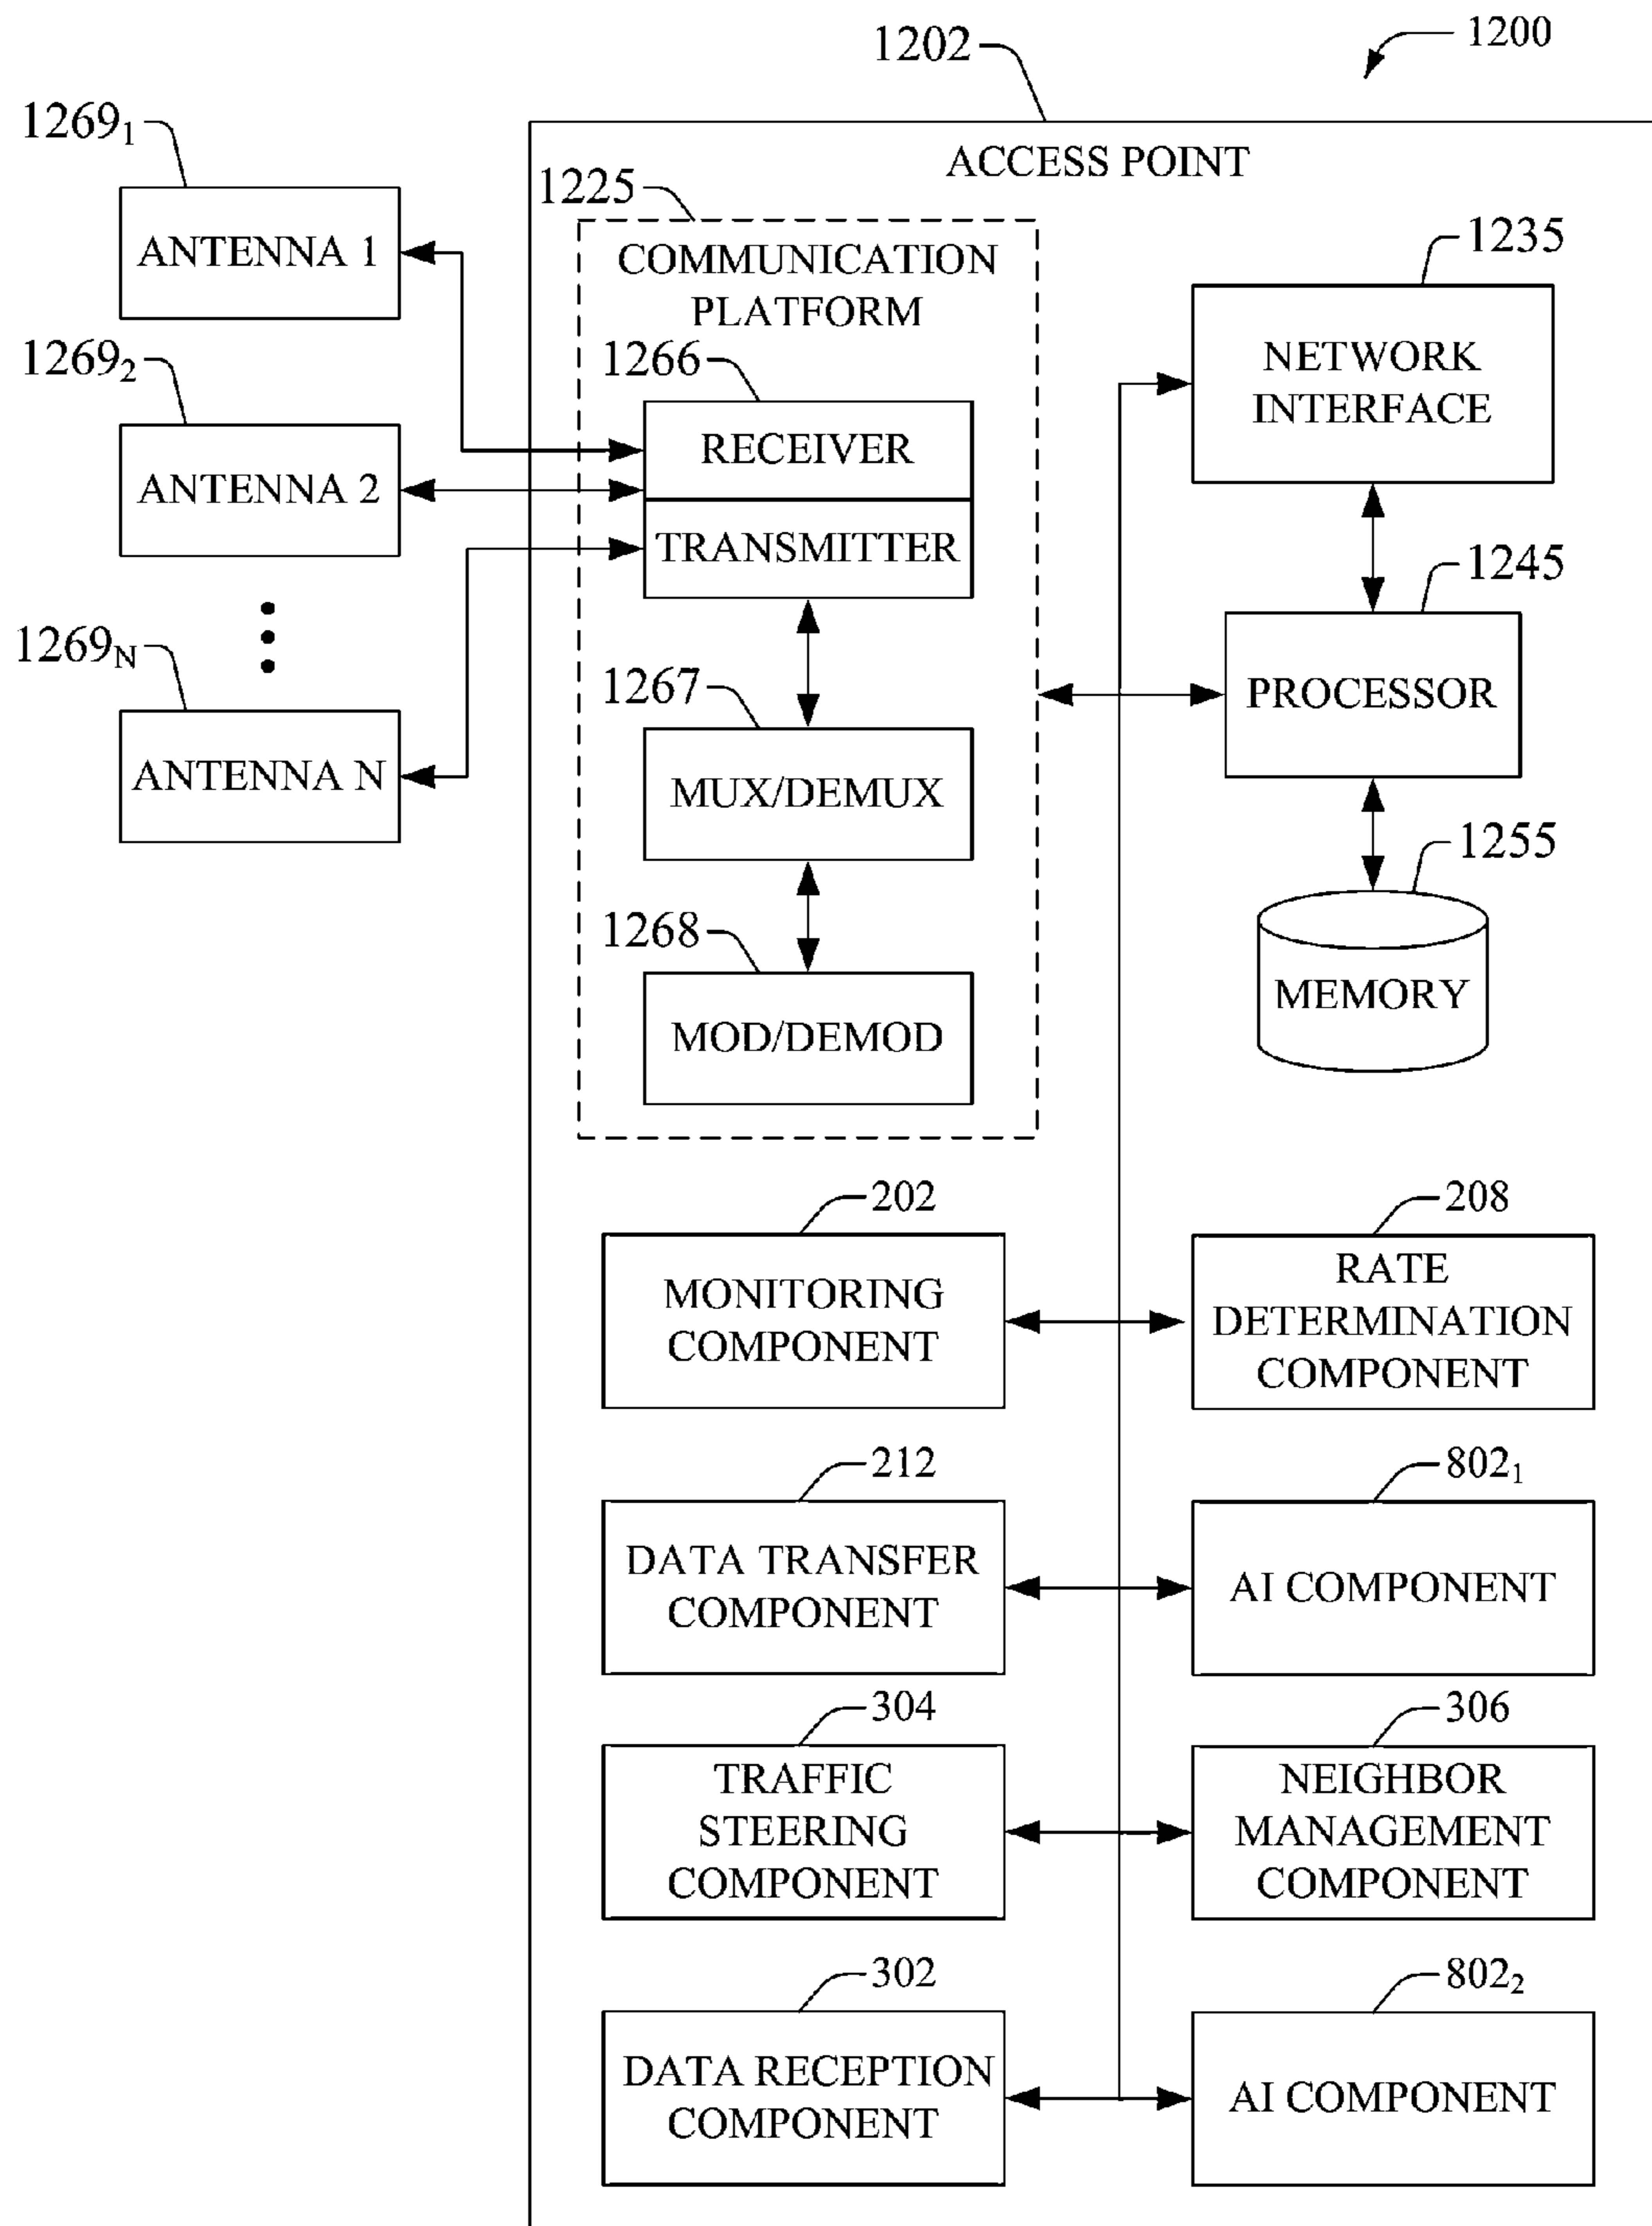 1200
1202
ACCESS POINT
1269₁
ANTENNA 1
1269₂
ANTENNA 2
1269N
ANTENNA N
1225
COMMUNICATION
PLATFORM
1266
RECEIVER
TRANSMITTER
1267
MUX/DEMUX
1268
MOD/DEMOD
1235
NETWORK
INTERFACE
1245
PROCESSOR
1255
MEMORY
202
MONITORING
COMPONENT
208
RATE
DETERMINATION
COMPONENT
212
DATA TRANSFER
COMPONENT
802₁
AI COMPONENT
304
TRAFFIC
STEERING
COMPONENT
306
NEIGHBOR
MANAGEMENT
COMPONENT
302
DATA RECEPTION
COMPONENT
802₂
AI COMPONENT